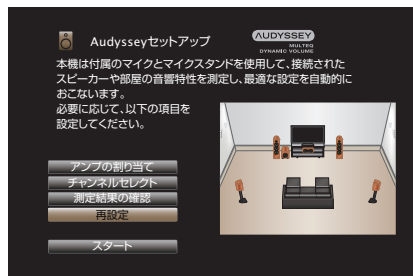 Audysseyセットアップ
AUDYSSEY
MULTEQ
DYNAMIC VOLUME
本機は付属のマイクとマイクスタンドを使用して、接続された
スピーカーや部屋の音響特性を測定し、最適な設定を自動的に
おこないます。
必要に応じて、以下の項目を
設定してください。
アンプの割り当て
チャンネルセレクト
測定結果の確認
再設定
スタート